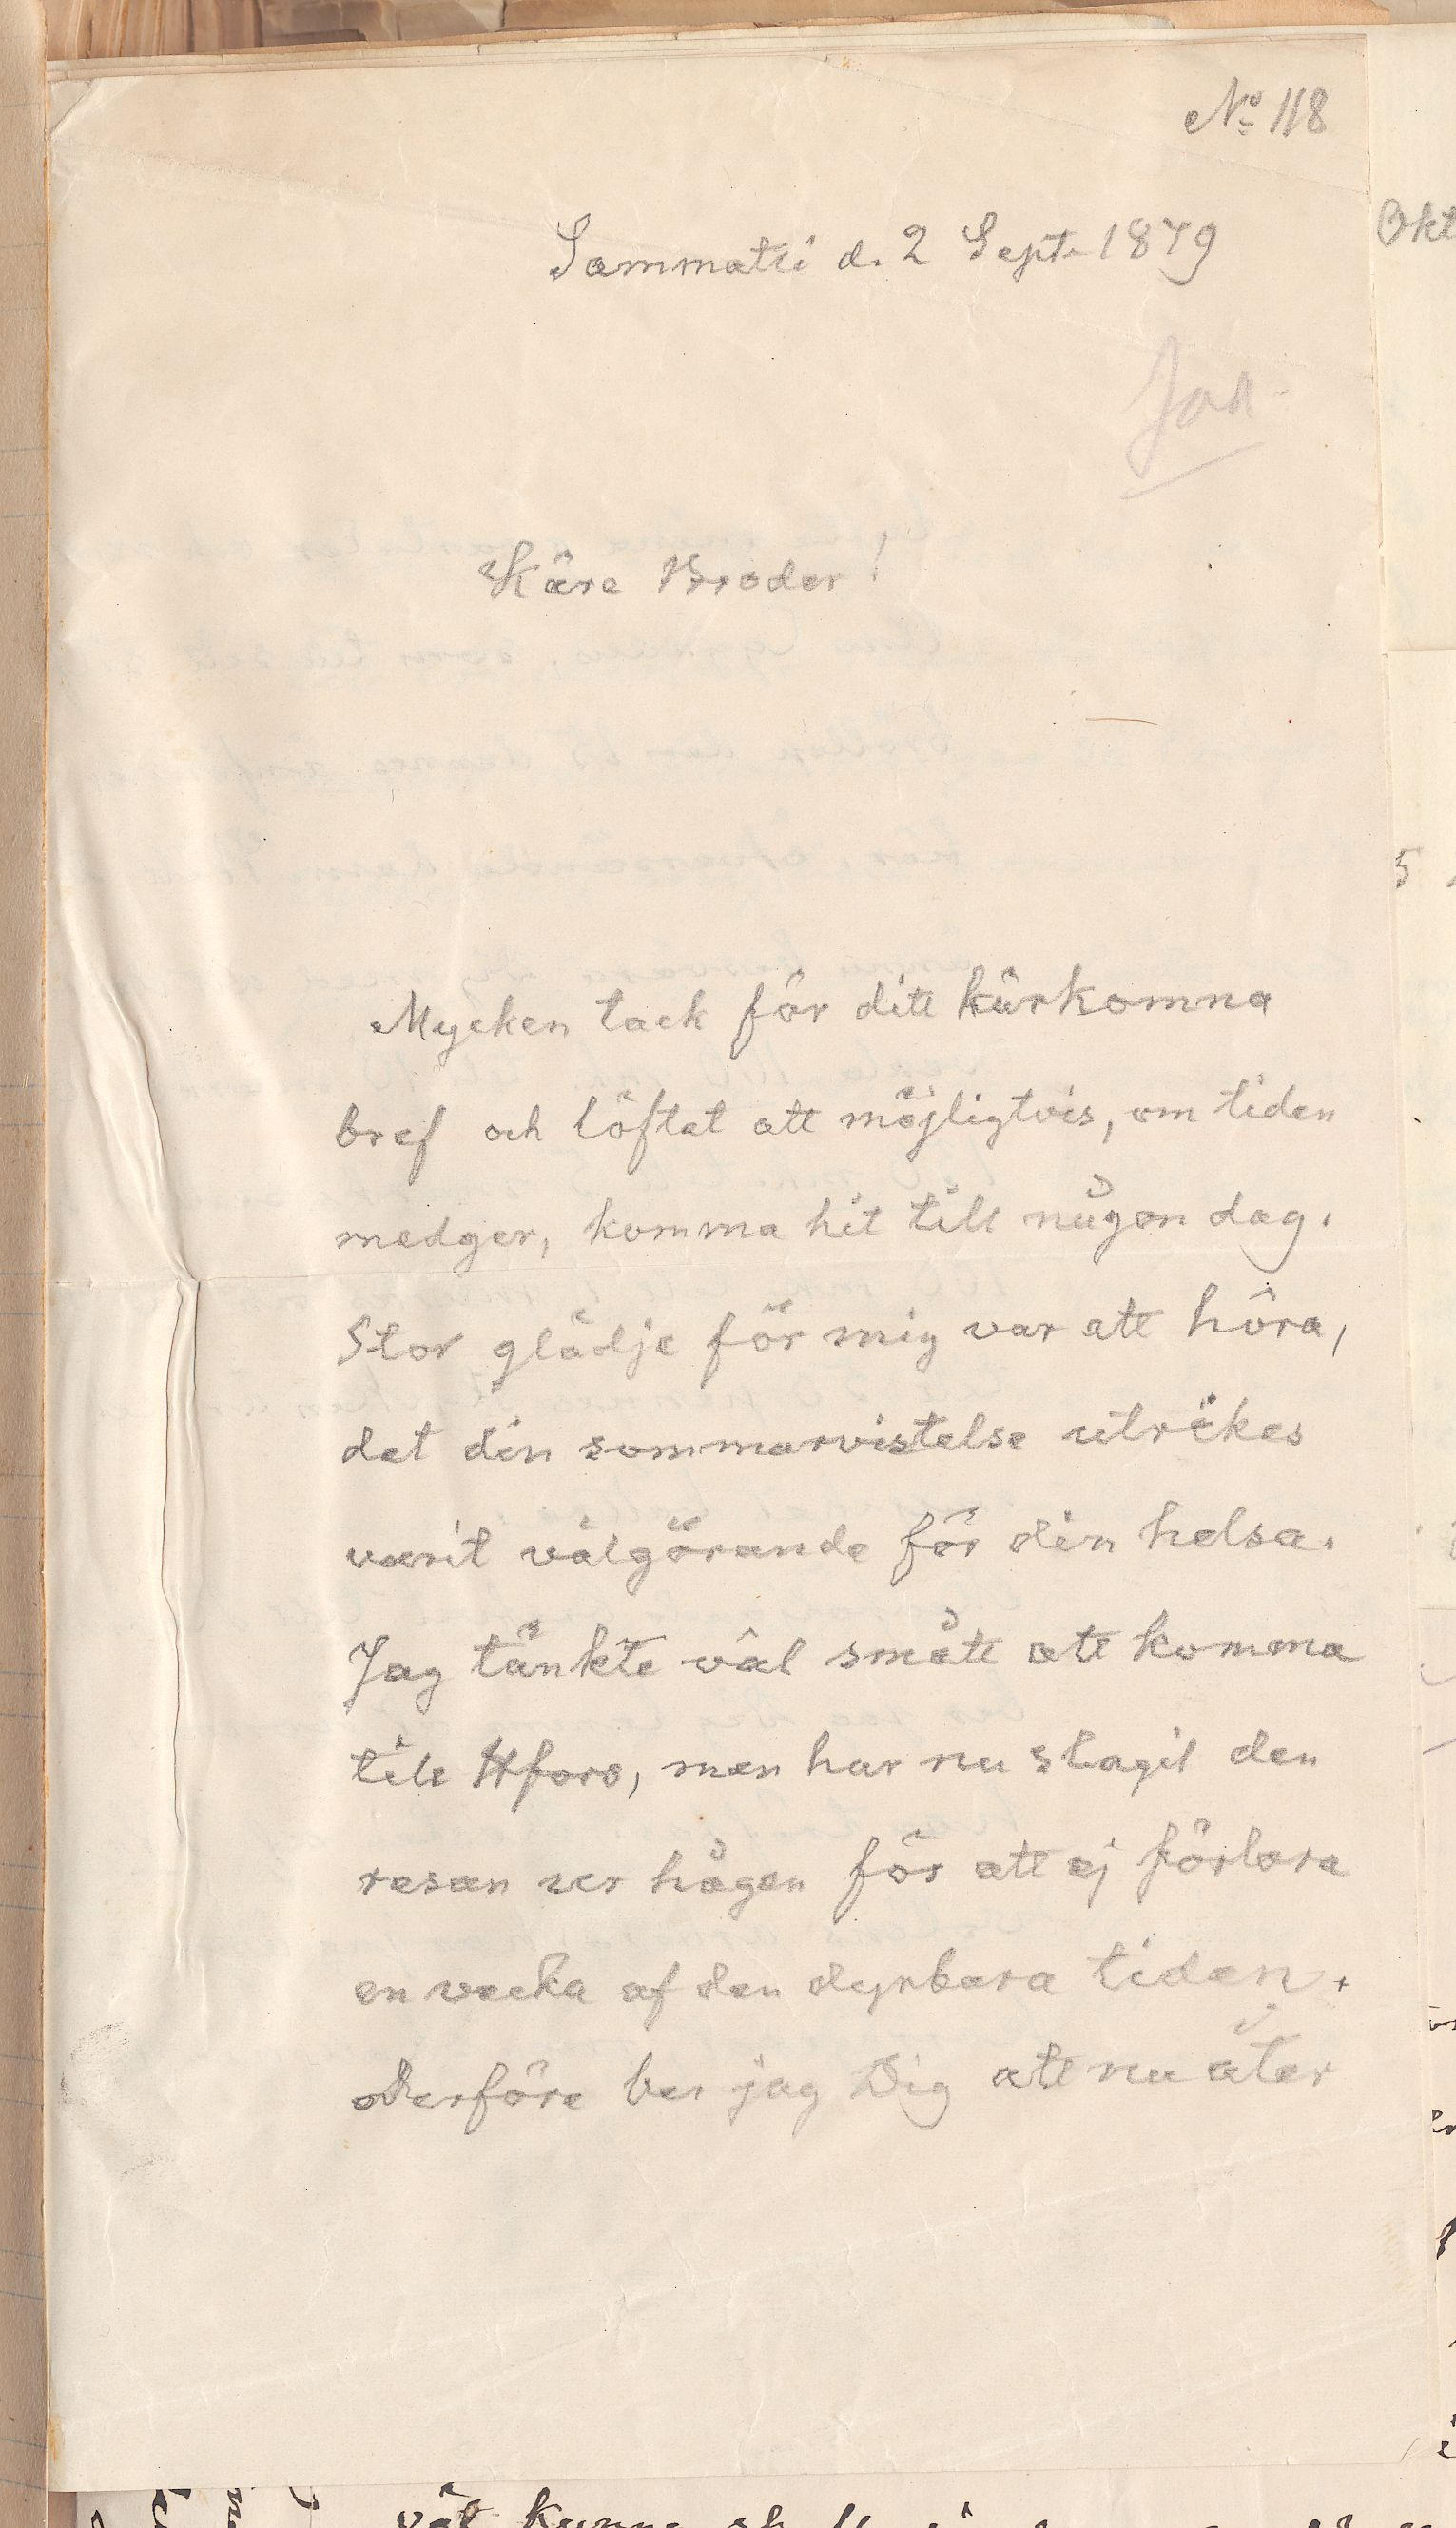 No 118
Sammatti d. 2 Sept. 1879
Käre Broder!
Mycken tack för ditt kärkomna
bref och löftet att möjligtvis, om tiden
medger, komma hit till någon dag.
Stor glädje för mig var att höra,
det din sommarvistelse utrikes
varit välgörande för din helsa.
Jag tänkte väl smått att komma
till Hfors, men har nu slagit den
resan ur hågen för att ej förlora
en vecka af den dyrbara tiden.
Derföre ber jag Dig att nu åter
Okt
5
väl kunna